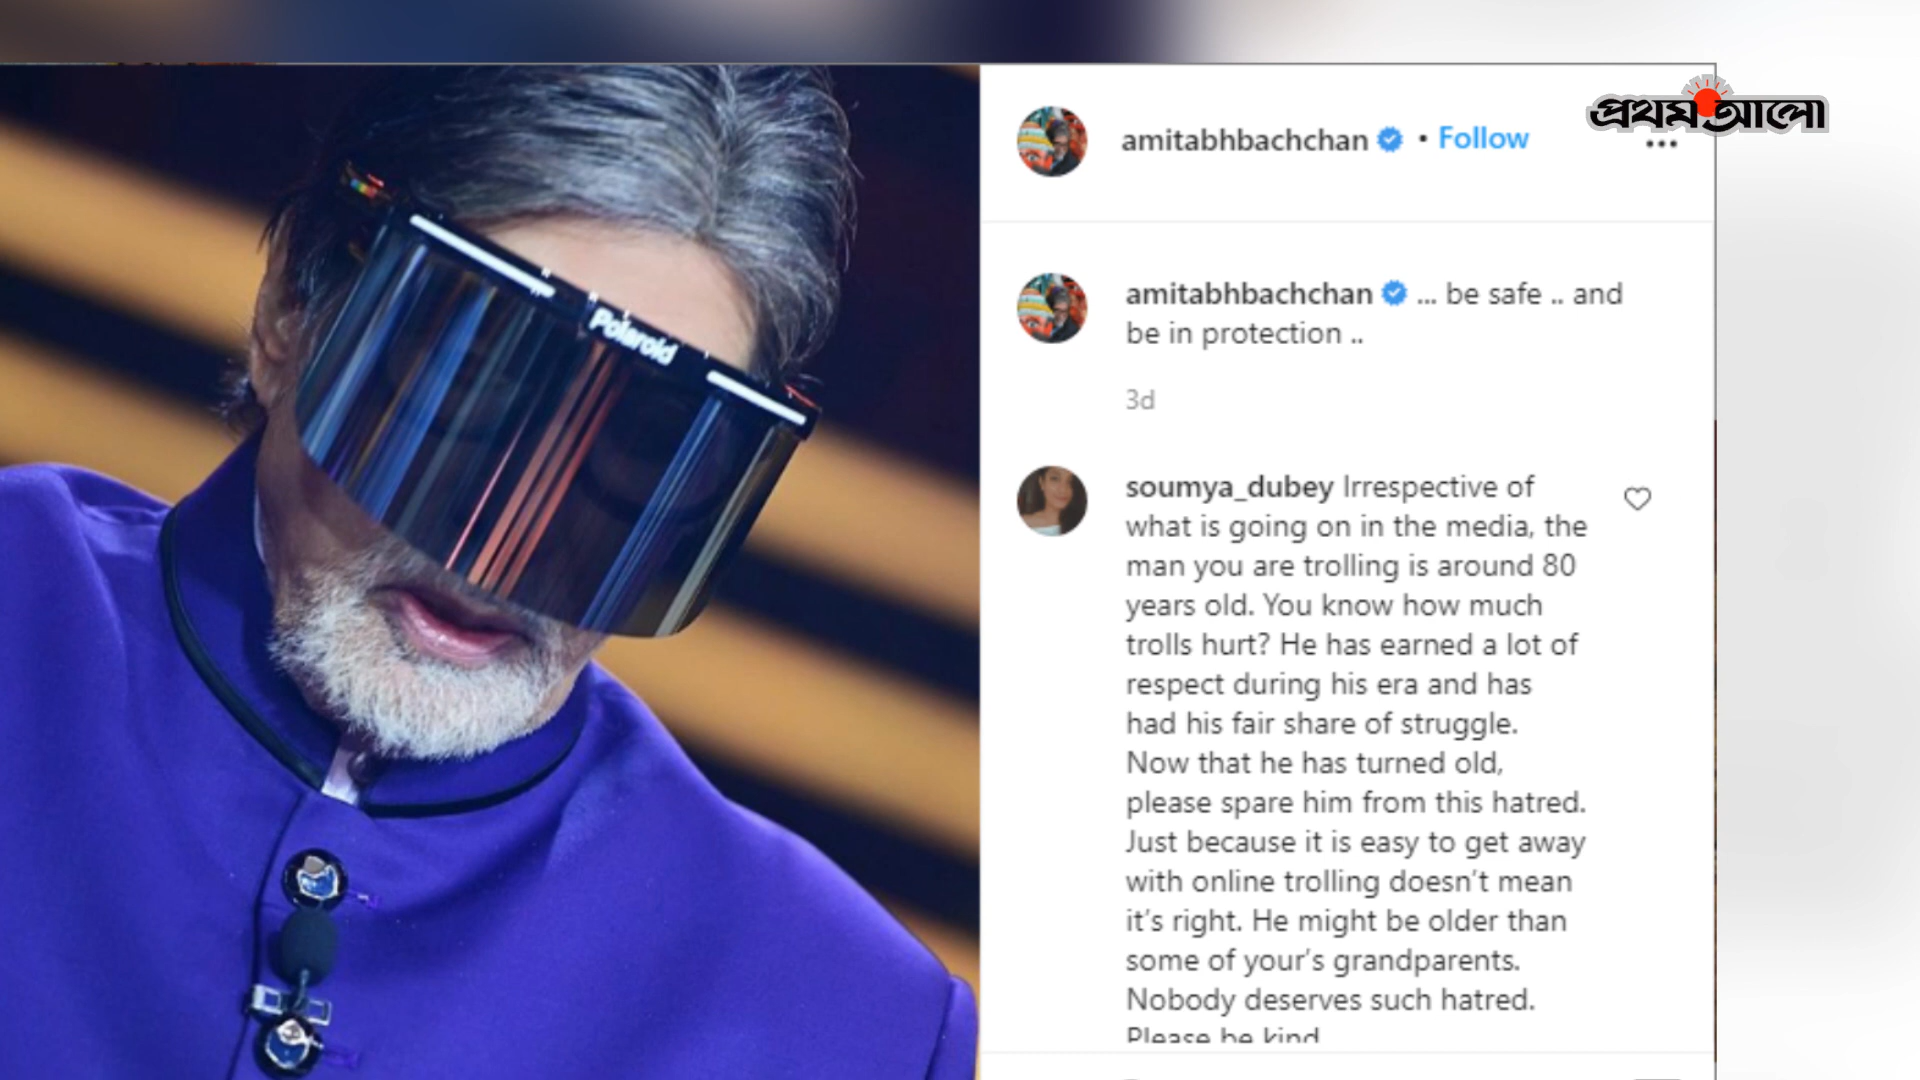 প্রথম আলো
Polaroid
amitabhbachchan • Follow
...
amitabhbachchan ... be safe .. and
be in protection ..
3d
soumya_dubey Irrespective of
what is going on in the media, the
man you are trolling is around 80
years old. You know how much
trolls hurt? He has earned a lot of
respect during his era and has
had his fair share of struggle.
Now that he has turned old,
please spare him from this hatred.
Just because it is easy to get away
with online trolling doesn't mean
it's right. He might be older than
some of your's grandparents.
Nobody deserves such hatred.
Please be kind